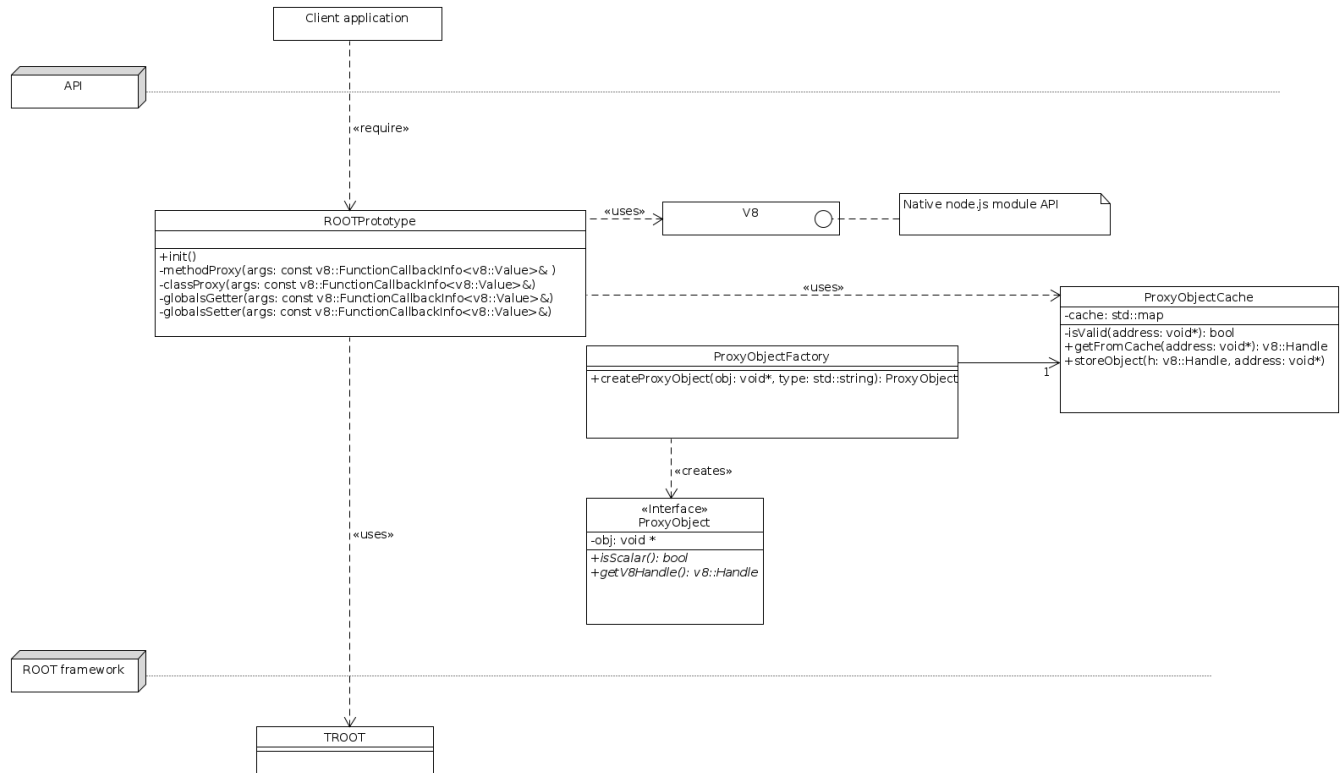 Client application
API
«require»
ROOTPrototype
+init()
-methodProxy(args: const v8::FunctionCallbackInfo<v8::Value>& )
-classProxy(args: const v8::FunctionCallbackInfo<v8::Value>&)
-globalsGetter(args: const v8::FunctionCallbackInfo<v8::Value>&)
-globalsSetter(args: const v8::FunctionCallbackInfo<v8::Value>&)
«uses»
V8
Native node.js module API
«uses»
ProxyObjectCache
-cache: std::map
-isValid(address: void*): bool
+getFromCache(address: void*): v8::Handle
+storeObject(h: v8::Handle, address: void*)
ProxyObjectFactory
+createProxyObject(obj: void*, type: std::string): ProxyObject
1
«creates»
«Interface»
ProxyObject
-obj: void *
+isScalar(): bool
+getV8Handle(): v8::Handle
«uses»
ROOT framework
TROOT